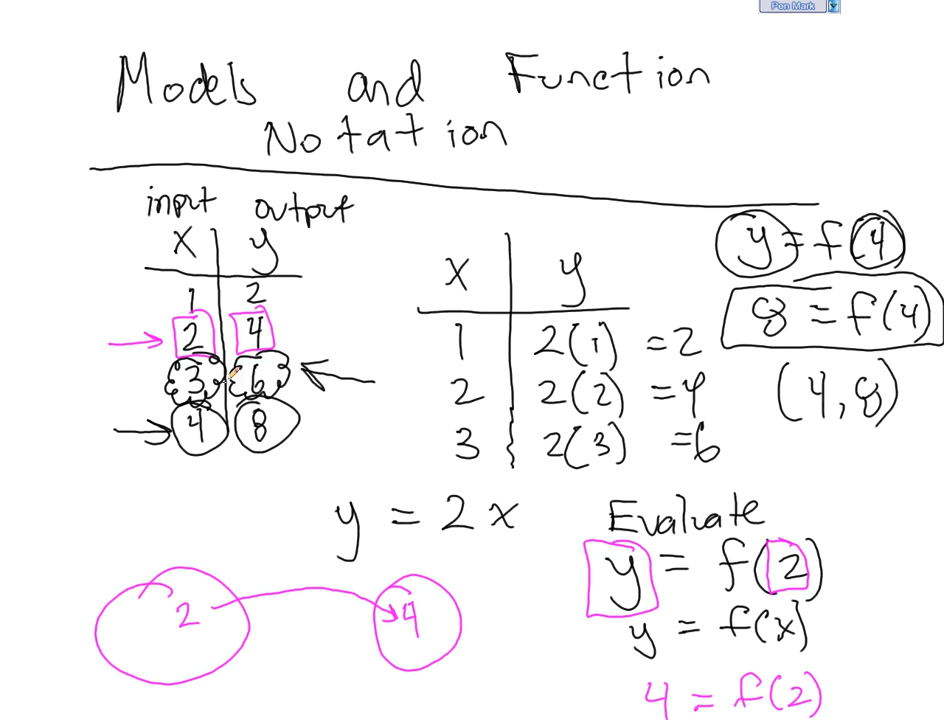 Pen Mark
Models and Function
Notation
input output
x y
1 2
2 4
3 6
4 8
x y
1 2(1) =2
2 2(2) =4
3 2(3) =6
y = f(4)
8 = f(4)
(4,8)
y = 2x
Evaluate
y = f(2)
y = f(x)
4 = f(2)
2 4